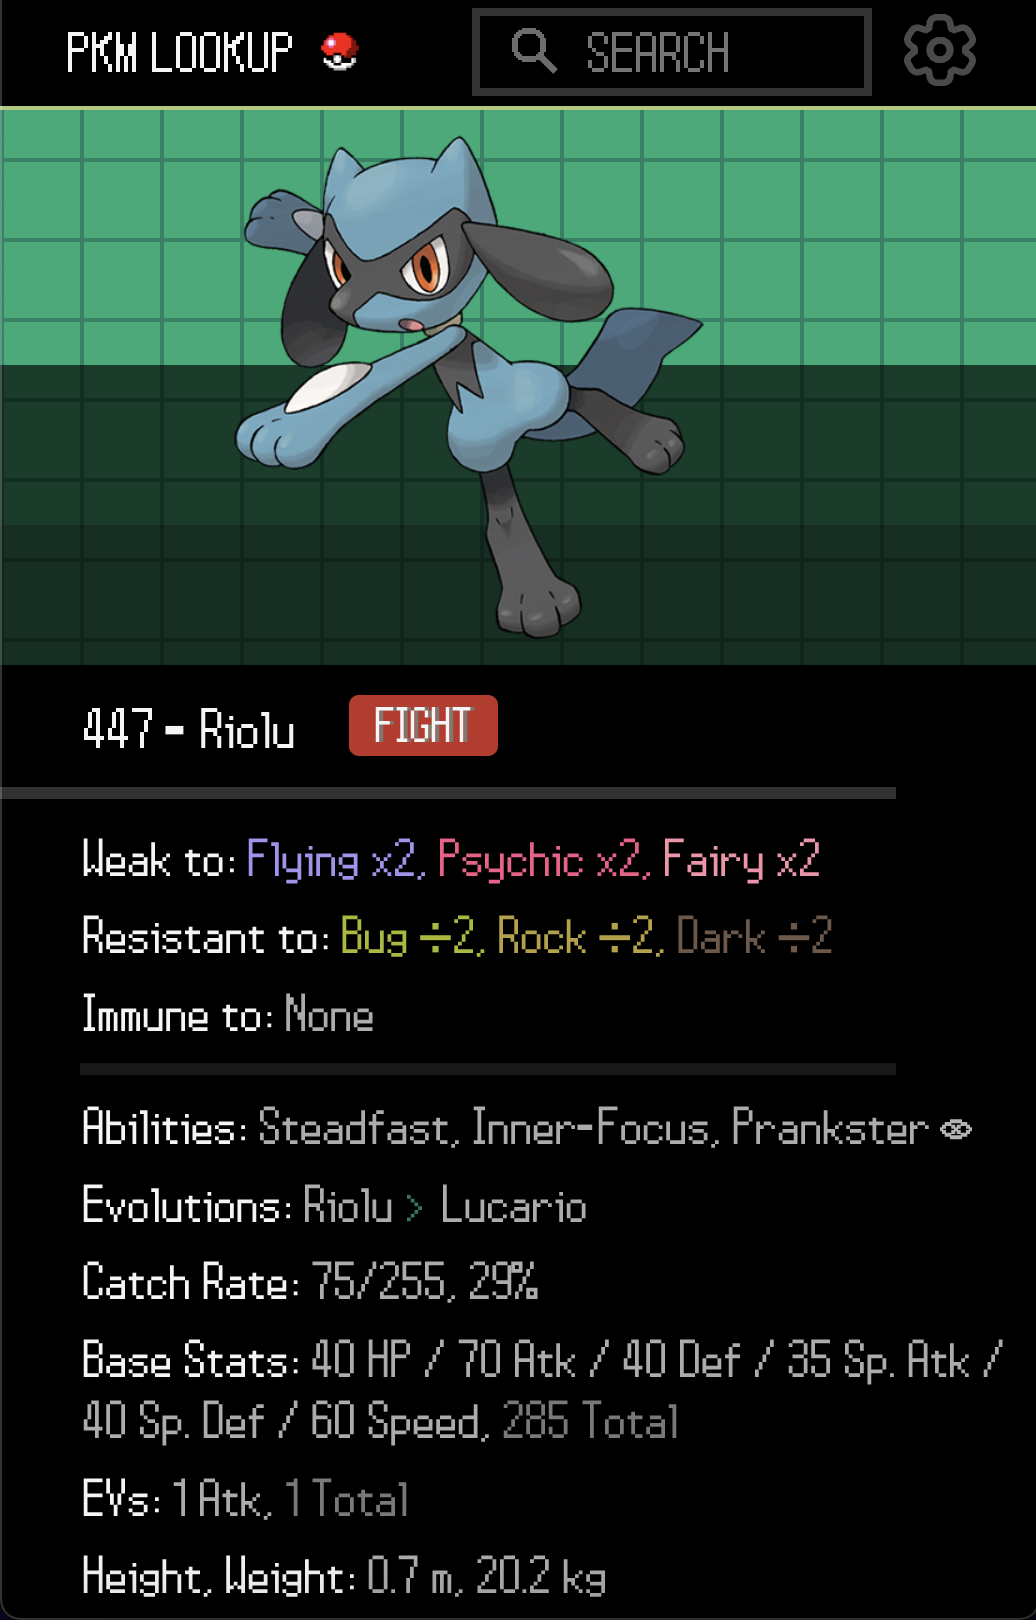 PKM LOOKUP
SEARCH
447 - Riolu
FIGHT
Weak to: Flying x2, Psychic x2, Fairy x2
Resistant to: Bug ÷2, Rock ÷2, Dark ÷2
Immune to: None
Abilities: Steadfast, Inner-Focus, Prankster
Evolutions: Riolu > Lucario
Catch Rate: 75/255, 29%
Base Stats: 40 HP / 70 Atk / 40 Def / 35 Sp. Atk /
40 Sp. Def / 60 Speed, 285 Total
EVs: 1 Atk, 1 Total
Height, Weight: 0.7 m, 20.2 kg